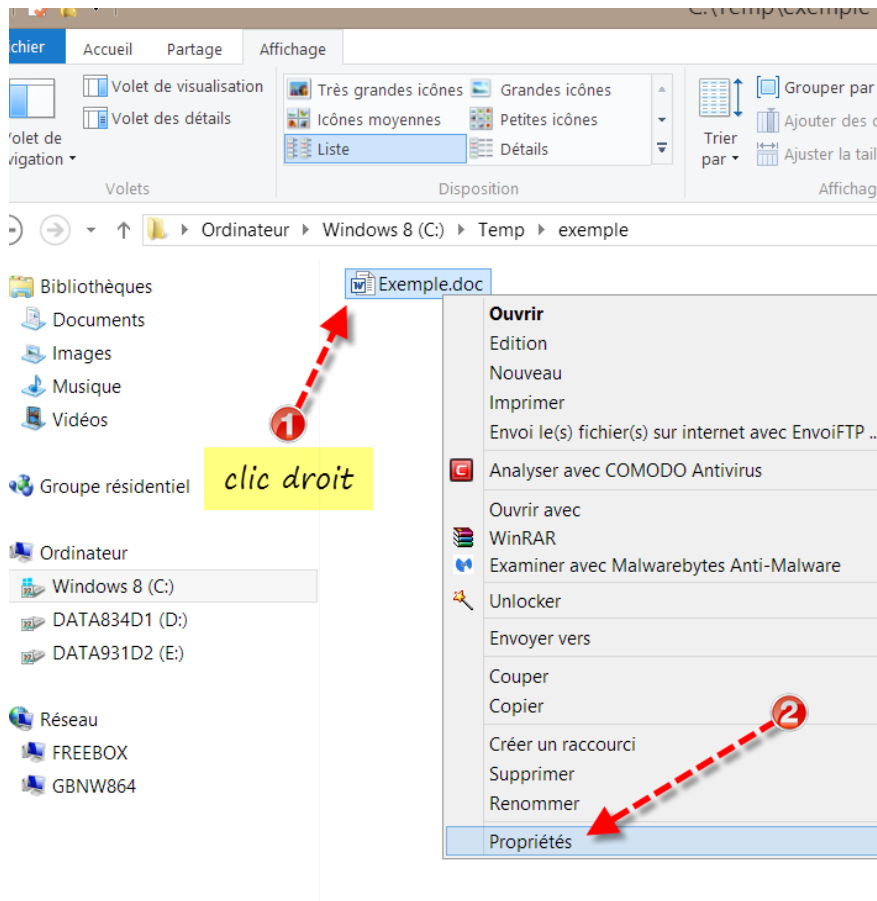 C:\Temp\exemple
ichier Accueil Partage Affichage
Volet de visualisation
Volet des détails
olet de
vigation
Très grandes icônes Grandes icônes
Icônes moyennes Petites icônes
Liste Détails
Trier
par
Grouper par
Ajouter des c
Ajuster la tail
Volets Disposition Affichag
Ordinateur Windows 8 (C:) Temp exemple
Bibliothèques
Documents
Images
Musique
Vidéos
Groupe résidentiel
Ordinateur
Windows 8 (C:)
DATA834D1 (D:)
DATA931D2 (E:)
Réseau
FREEBOX
GBNW864
Exemple.doc
1
clic droit
Ouvrir
Edition
Nouveau
Imprimer
Envoi le(s) fichier(s) sur internet avec EnvoiFTP ..
Analyser avec COMODO Antivirus
Ouvrir avec
WinRAR
Examiner avec Malwarebytes Anti-Malware
Unlocker
Envoyer vers
Couper
Copier
2
Créer un raccourci
Supprimer
Renommer
Propriétés